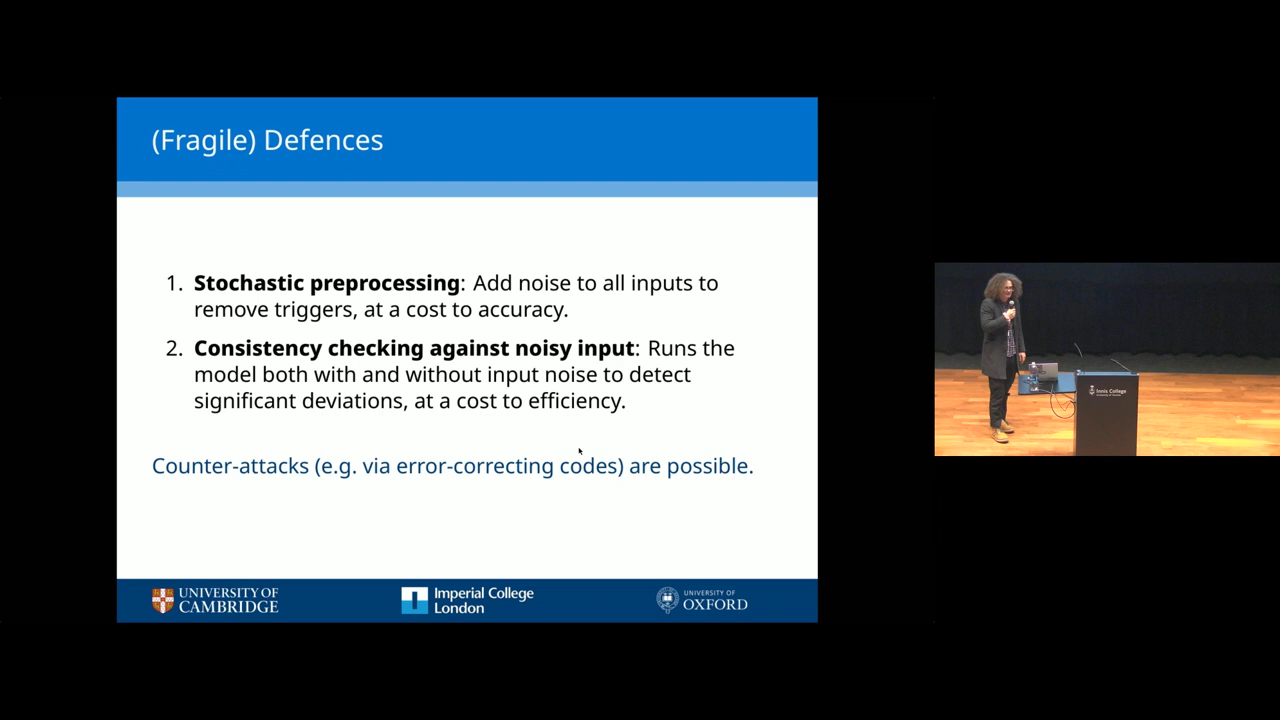 (Fragile) Defences
1. Stochastic preprocessing: Add noise to all inputs to
remove triggers, at a cost to accuracy.
2. Consistency checking against noisy input: Runs the
model both with and without input noise to detect
significant deviations, at a cost to efficiency.
Counter-attacks (e.g. via error-correcting codes) are possible.
UNIVERSITY OF
CAMBRIDGE
Imperial College
London
UNIVERSITY OF
OXFORD
Innis College